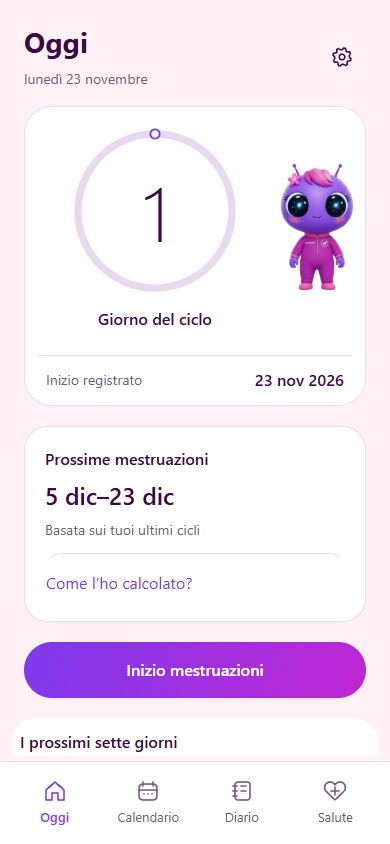 Oggi
lunedì 23 novembre
1
Giorno del ciclo
Inizio registrato
23 nov 2026
Prossime mestruazioni
5 dic–23 dic
Basata sui tuoi ultimi cicli
Come l’ho calcolato?
Inizio mestruazioni
I prossimi sette giorni
Oggi
Calendario
Diario
Salute